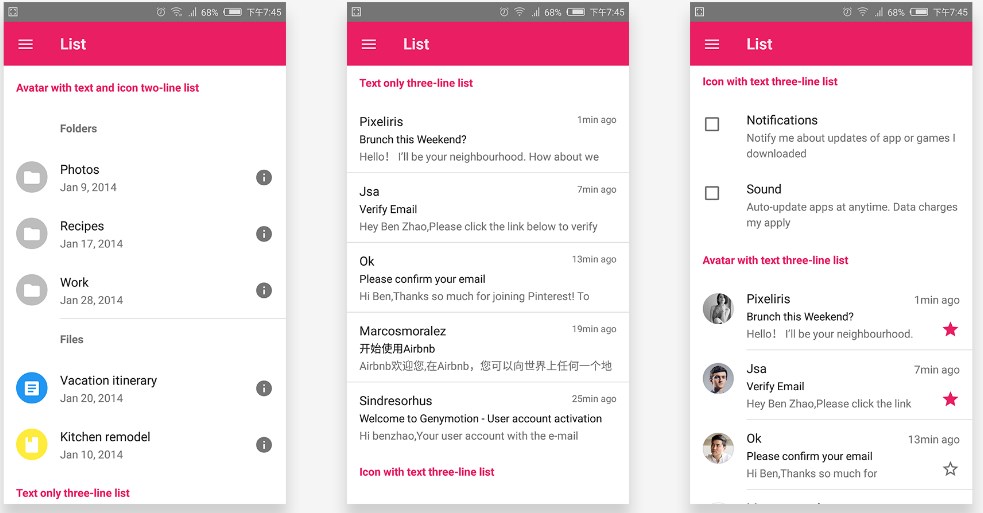 68% 下午7:45
List
Avatar with text and icon two-line list
Folders
Photos
Jan 9, 2014
Recipes
Jan 17, 2014
Work
Jan 28, 2014
Files
Vacation itinerary
Jan 20, 2014
Kitchen remodel
Jan 10, 2014
Text only three-line list
68% 下午7:45
List
Text only three-line list
Pixeliris 1min ago
Brunch this Weekend?
Hello! I'll be your neighbourhood. How about we
Jsa 7min ago
Verify Email
Hey Ben Zhao,Please click the link below to verify
Ok 13min ago
Please confirm your email
Hi Ben,Thanks so much for joining Pinterest! To
Marcosmoralez 19min ago
开始使用Airbnb
Airbnb欢迎您,在Airbnb，您可以向世界上任何一个地
Sindresorhus 25min ago
Welcome to Genymotion - User account activation
Hi benzhao,Your user account with the e-mail
Icon with text three-line list
68% 下午7:45
List
Icon with text three-line list
Notifications
Notify me about updates of app or games I
downloaded
Sound
Auto-update apps at anytime. Data charges
my apply
Avatar with text three-line list
Pixeliris 1min ago
Brunch this Weekend?
Hello! I'll be your neighbourhood.
Jsa 7min ago
Verify Email
Hey Ben Zhao,Please click the link
Ok 13min ago
Please confirm your email
Hi Ben,Thanks so much for